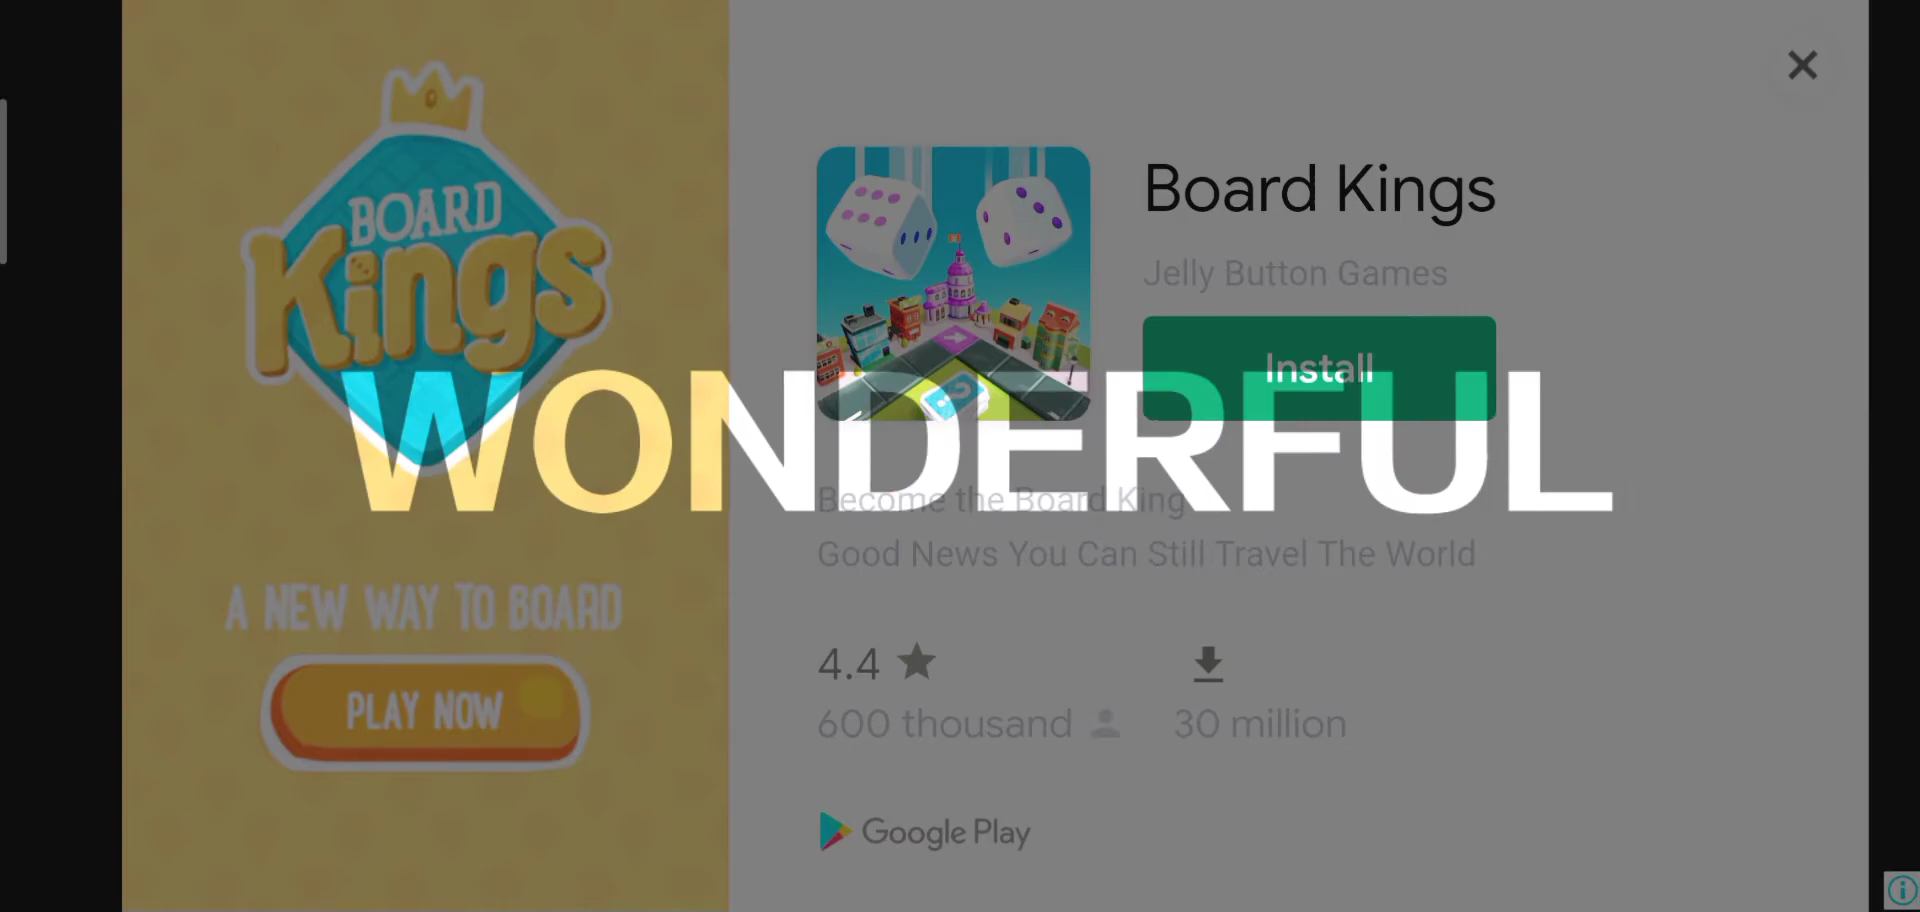 BOARD
Kings
A NEW WAY TO BOARD
PLAY NOW
Board Kings
Jelly Button Games
Install
WONDERFUL
Become the Board King
Good News You Can Still Travel The World
4.4
600 thousand
30 million
Google Play